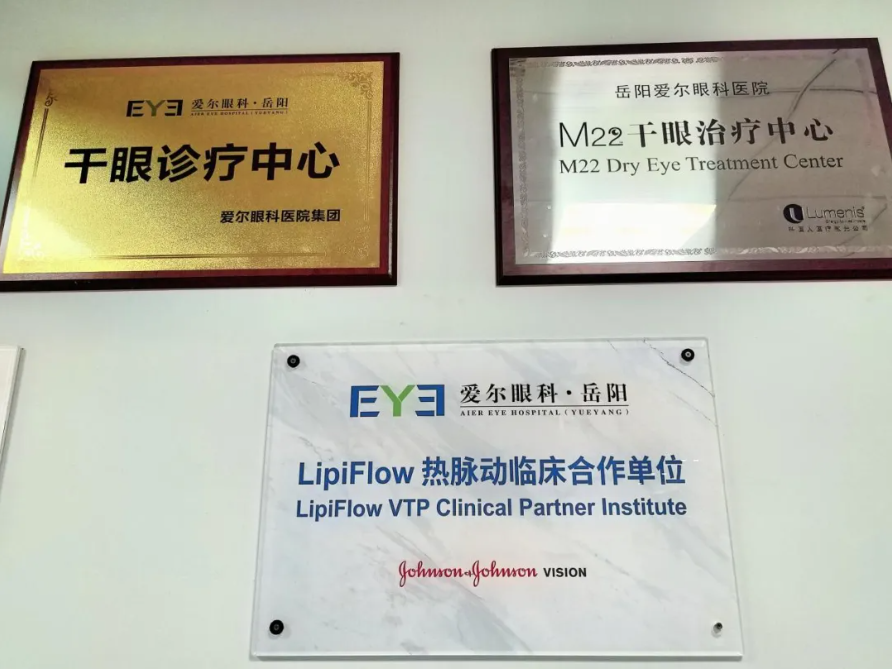 EYE 爱尔眼科·岳阳
AIER EYE HOSPITAL (YUEYANG)
干眼诊疗中心
爱尔眼科医院集团
岳阳爱尔眼科医院
M22干眼治疗中心
M22 Dry Eye Treatment Center
Lumenis
EYE 爱尔眼科·岳阳
AIER EYE HOSPITAL (YUEYANG)
LipiFlow 热脉动临床合作单位
LipiFlow VTP Clinical Partner Institute
Johnson&Johnson VISION